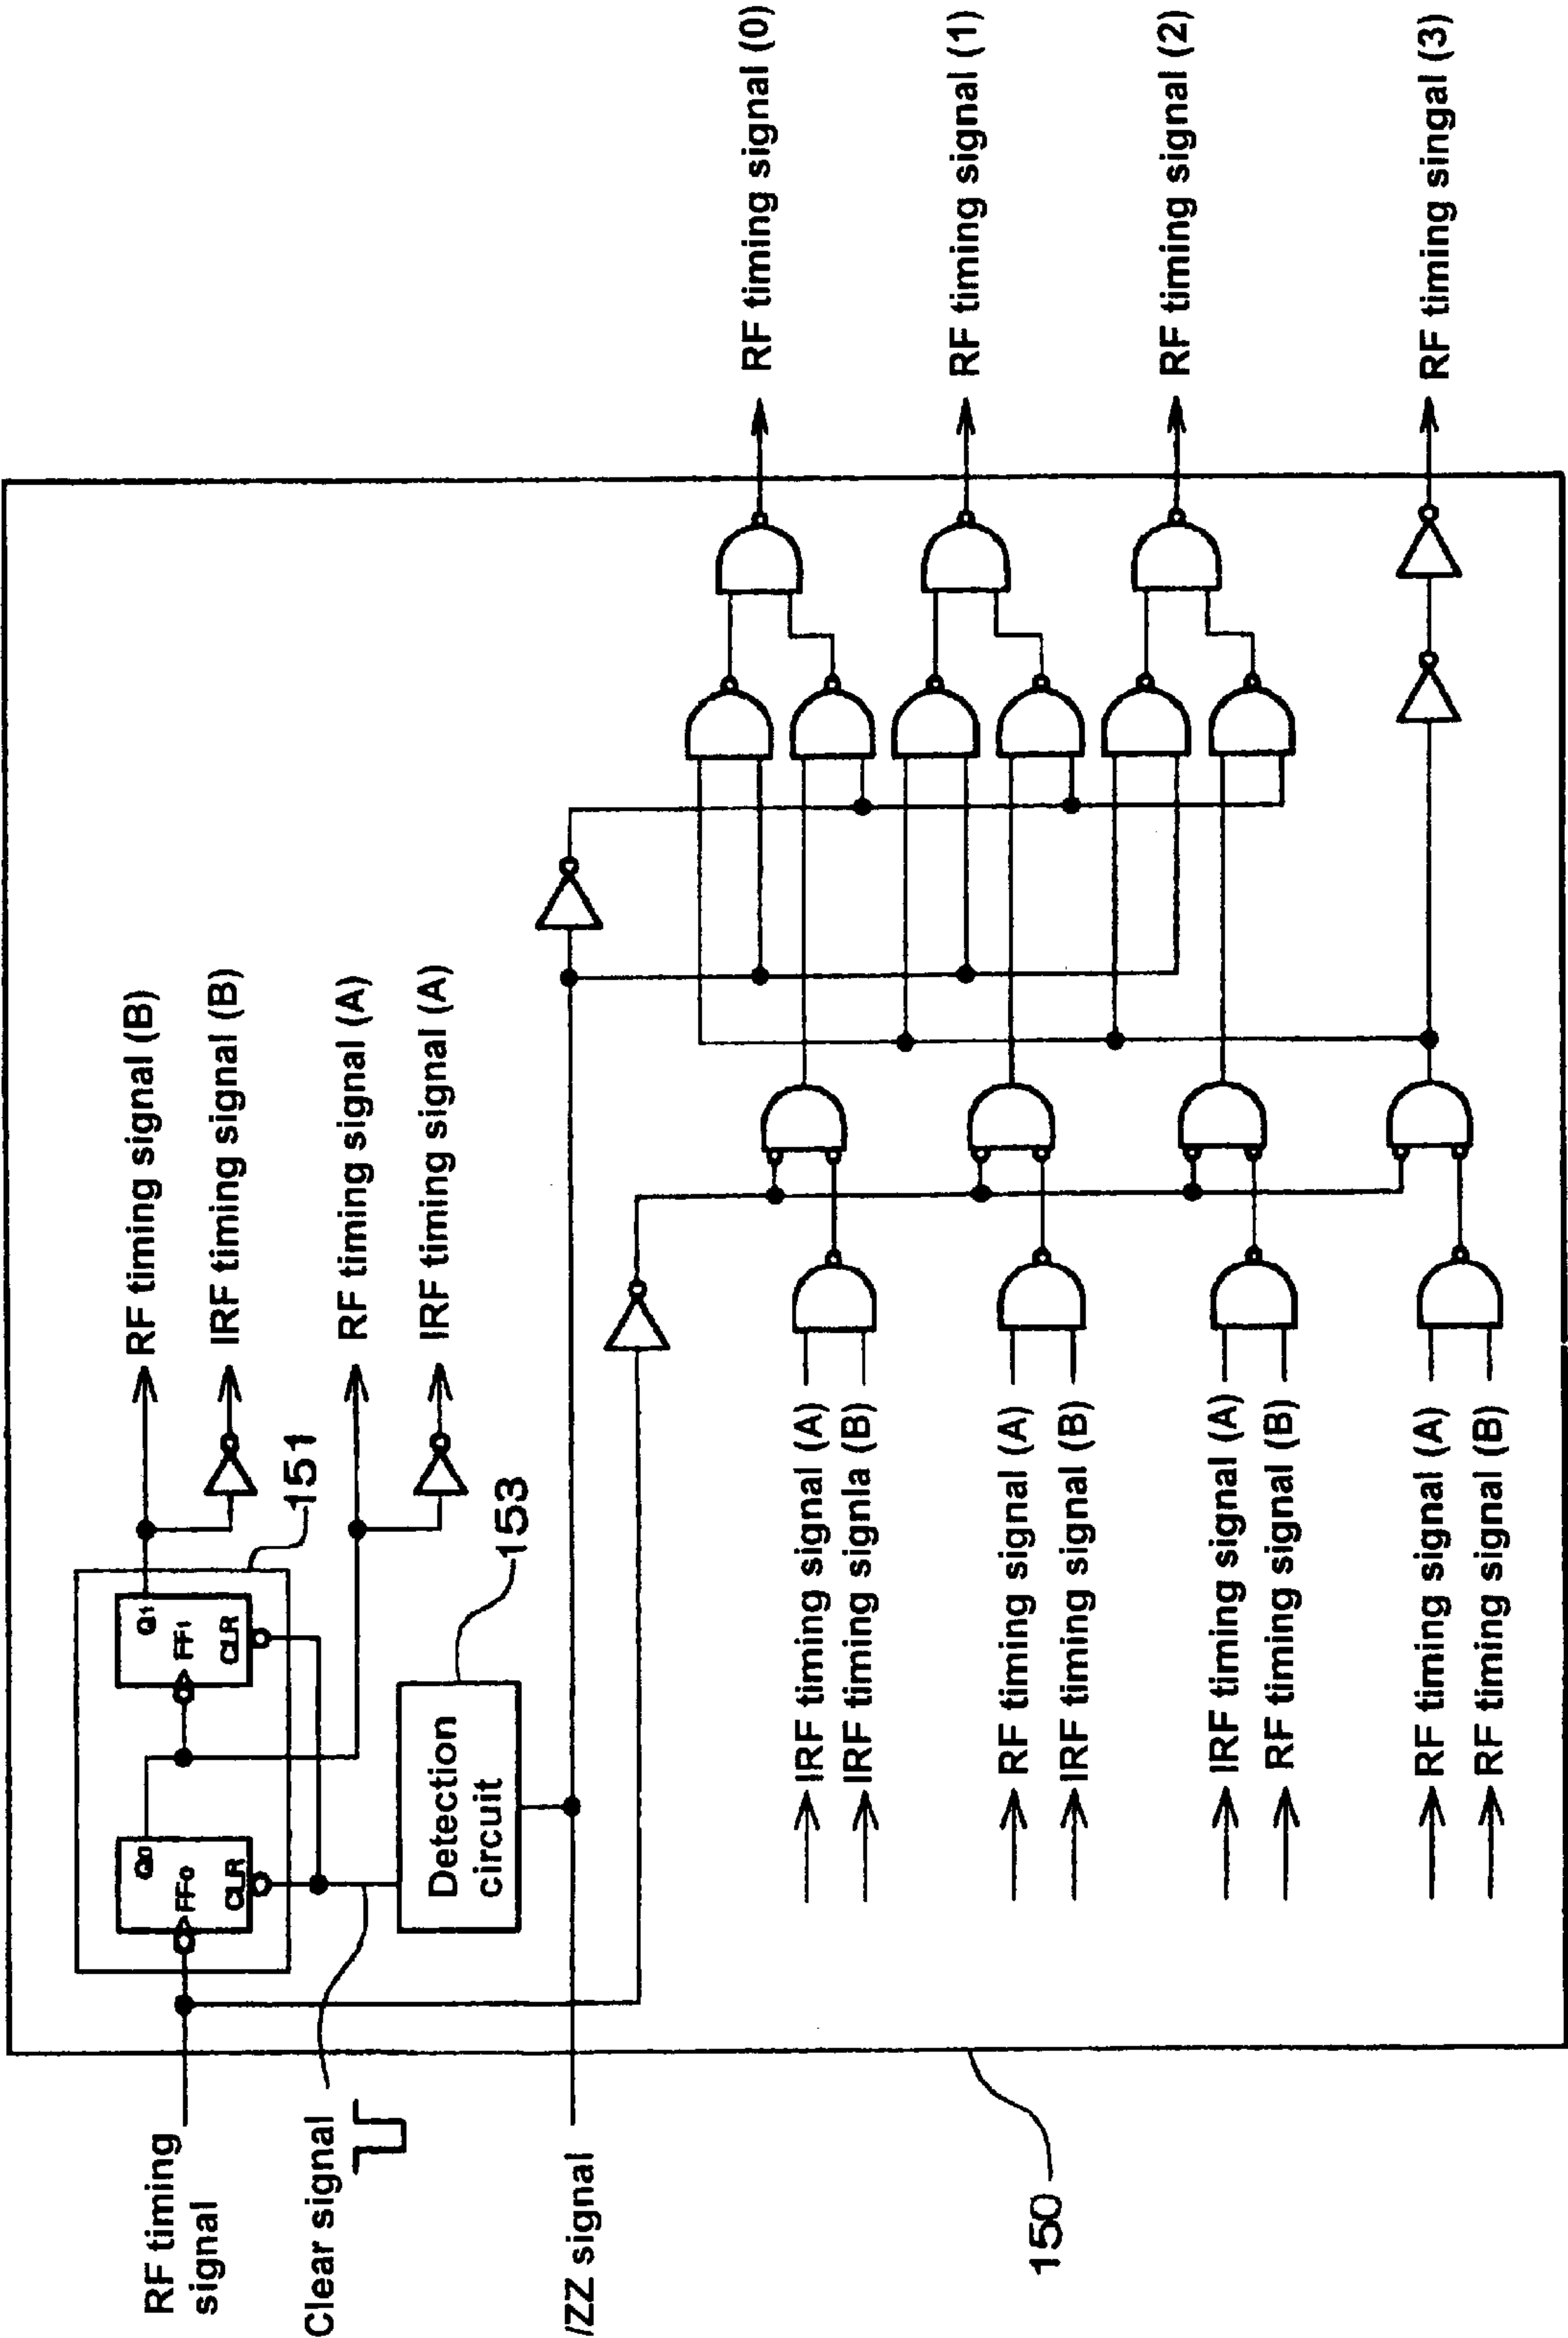 RF timing
signal
Clear signal
/ZZ signal
150
FF0
Q0
CLR
FF1
Q1
CLR
151
Detection
circuit
153
RF timing signal (B)
IRF timing signal (B)
RF timing signal (A)
IRF timing signal (A)
IRF timing signal (A)
IRF timing signla (B)
RF timing signal (A)
IRF timing signal (B)
IRF timing signal (A)
RF timing signal (B)
RF timing signal (A)
RF timing signal (B)
RF timing signal (0)
RF timing signal (1)
RF timing signal (2)
RF timing singal (3)